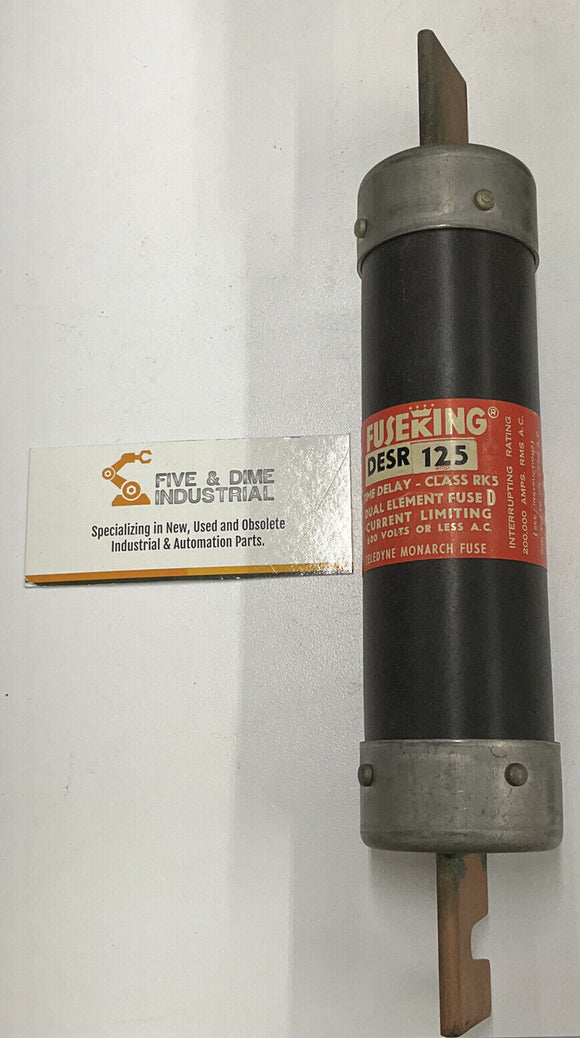 FIVE & DIME
INDUSTRIAL
Specializing in New, Used and Obsolete
Industrial & Automation Parts.
FUSEKING®
DESR 125
TIME DELAY - CLASS RK5
DUAL ELEMENT FUSE D
CURRENT LIMITING
600 VOLTS OR LESS A.C.
TELEDYNE MONARCH FUSE
INTERRUPTING RATING
200,000 AMPS. RMS A.C.